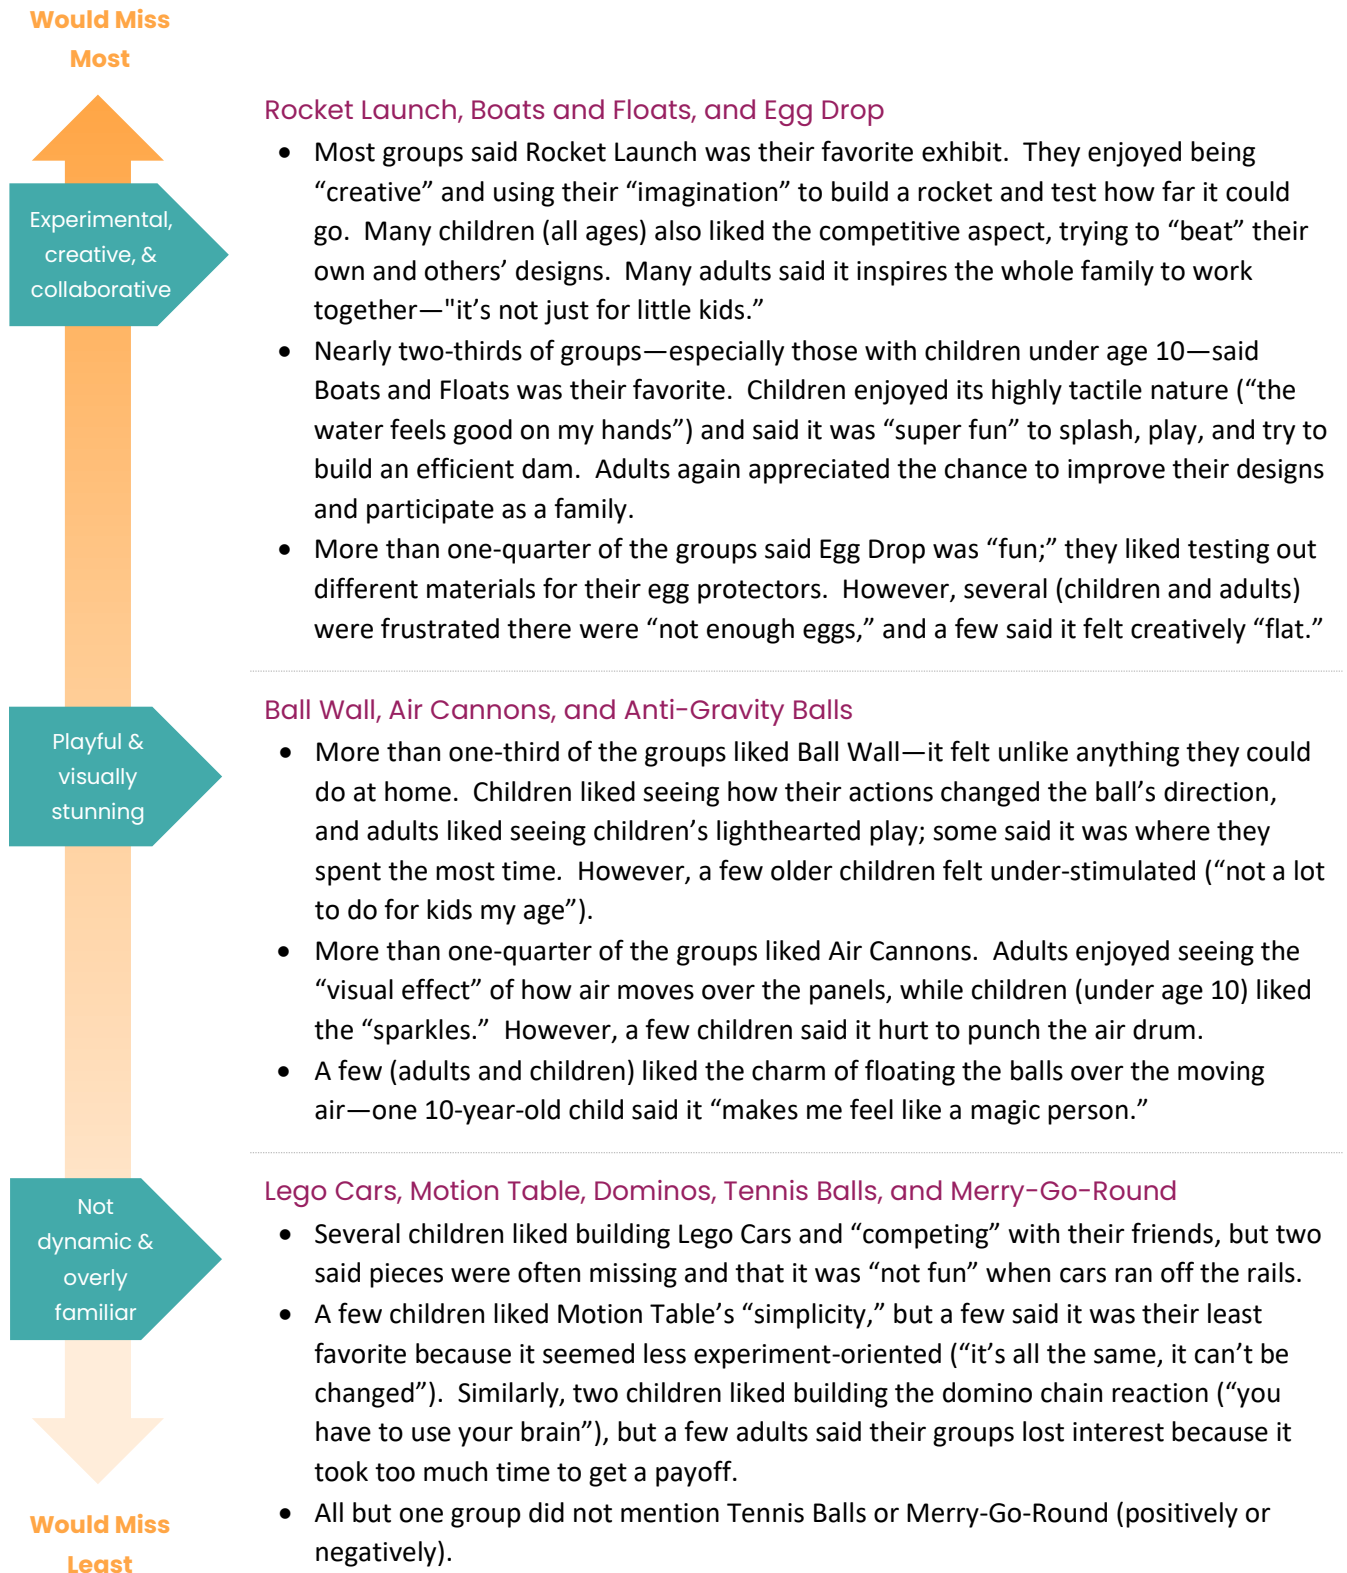 Would Miss
Most
Rocket Launch, Boats and Floats, and Egg Drop
• Most groups said Rocket Launch was their favorite exhibit.  They enjoyed being
“creative” and using their “imagination” to build a rocket and test how far it could
go.  Many children (all ages) also liked the competitive aspect, trying to “beat” their
own and others’ designs.  Many adults said it inspires the whole family to work
together—"it’s not just for little kids.”
Experimental,
creative, &
collaborative
• Nearly two-thirds of groups—especially those with children under age 10—said
Boats and Floats was their favorite.  Children enjoyed its highly tactile nature (“the
water feels good on my hands”) and said it was “super fun” to splash, play, and try to
build an efficient dam.  Adults again appreciated the chance to improve their designs
and participate as a family.
• More than one-quarter of the groups said Egg Drop was “fun;” they liked testing out
different materials for their egg protectors.  However, several (children and adults)
were frustrated there were “not enough eggs,” and a few said it felt creatively “flat.”
Ball Wall, Air Cannons, and Anti-Gravity Balls
Playful &
visually
stunning
• More than one-third of the groups liked Ball Wall—it felt unlike anything they could
do at home.  Children liked seeing how their actions changed the ball’s direction,
and adults liked seeing children’s lighthearted play; some said it was where they
spent the most time.  However, a few older children felt under-stimulated (“not a lot
to do for kids my age”).
• More than one-quarter of the groups liked Air Cannons.  Adults enjoyed seeing the
“visual effect” of how air moves over the panels, while children (under age 10) liked
the “sparkles.”  However, a few children said it hurt to punch the air drum.
• A few (adults and children) liked the charm of floating the balls over the moving
air—one 10-year-old child said it “makes me feel like a magic person.”
Lego Cars, Motion Table, Dominos, Tennis Balls, and Merry-Go-Round
Not
dynamic &
overly
familiar
• Several children liked building Lego Cars and “competing” with their friends, but two
said pieces were often missing and that it was “not fun” when cars ran off the rails.
• A few children liked Motion Table’s “simplicity,” but a few said it was their least
favorite because it seemed less experiment-oriented (“it’s all the same, it can’t be
changed”).  Similarly, two children liked building the domino chain reaction (“you
have to use your brain”), but a few adults said their groups lost interest because it
took too much time to get a payoff.
• All but one group did not mention Tennis Balls or Merry-Go-Round (positively or
negatively).
Would Miss
Least